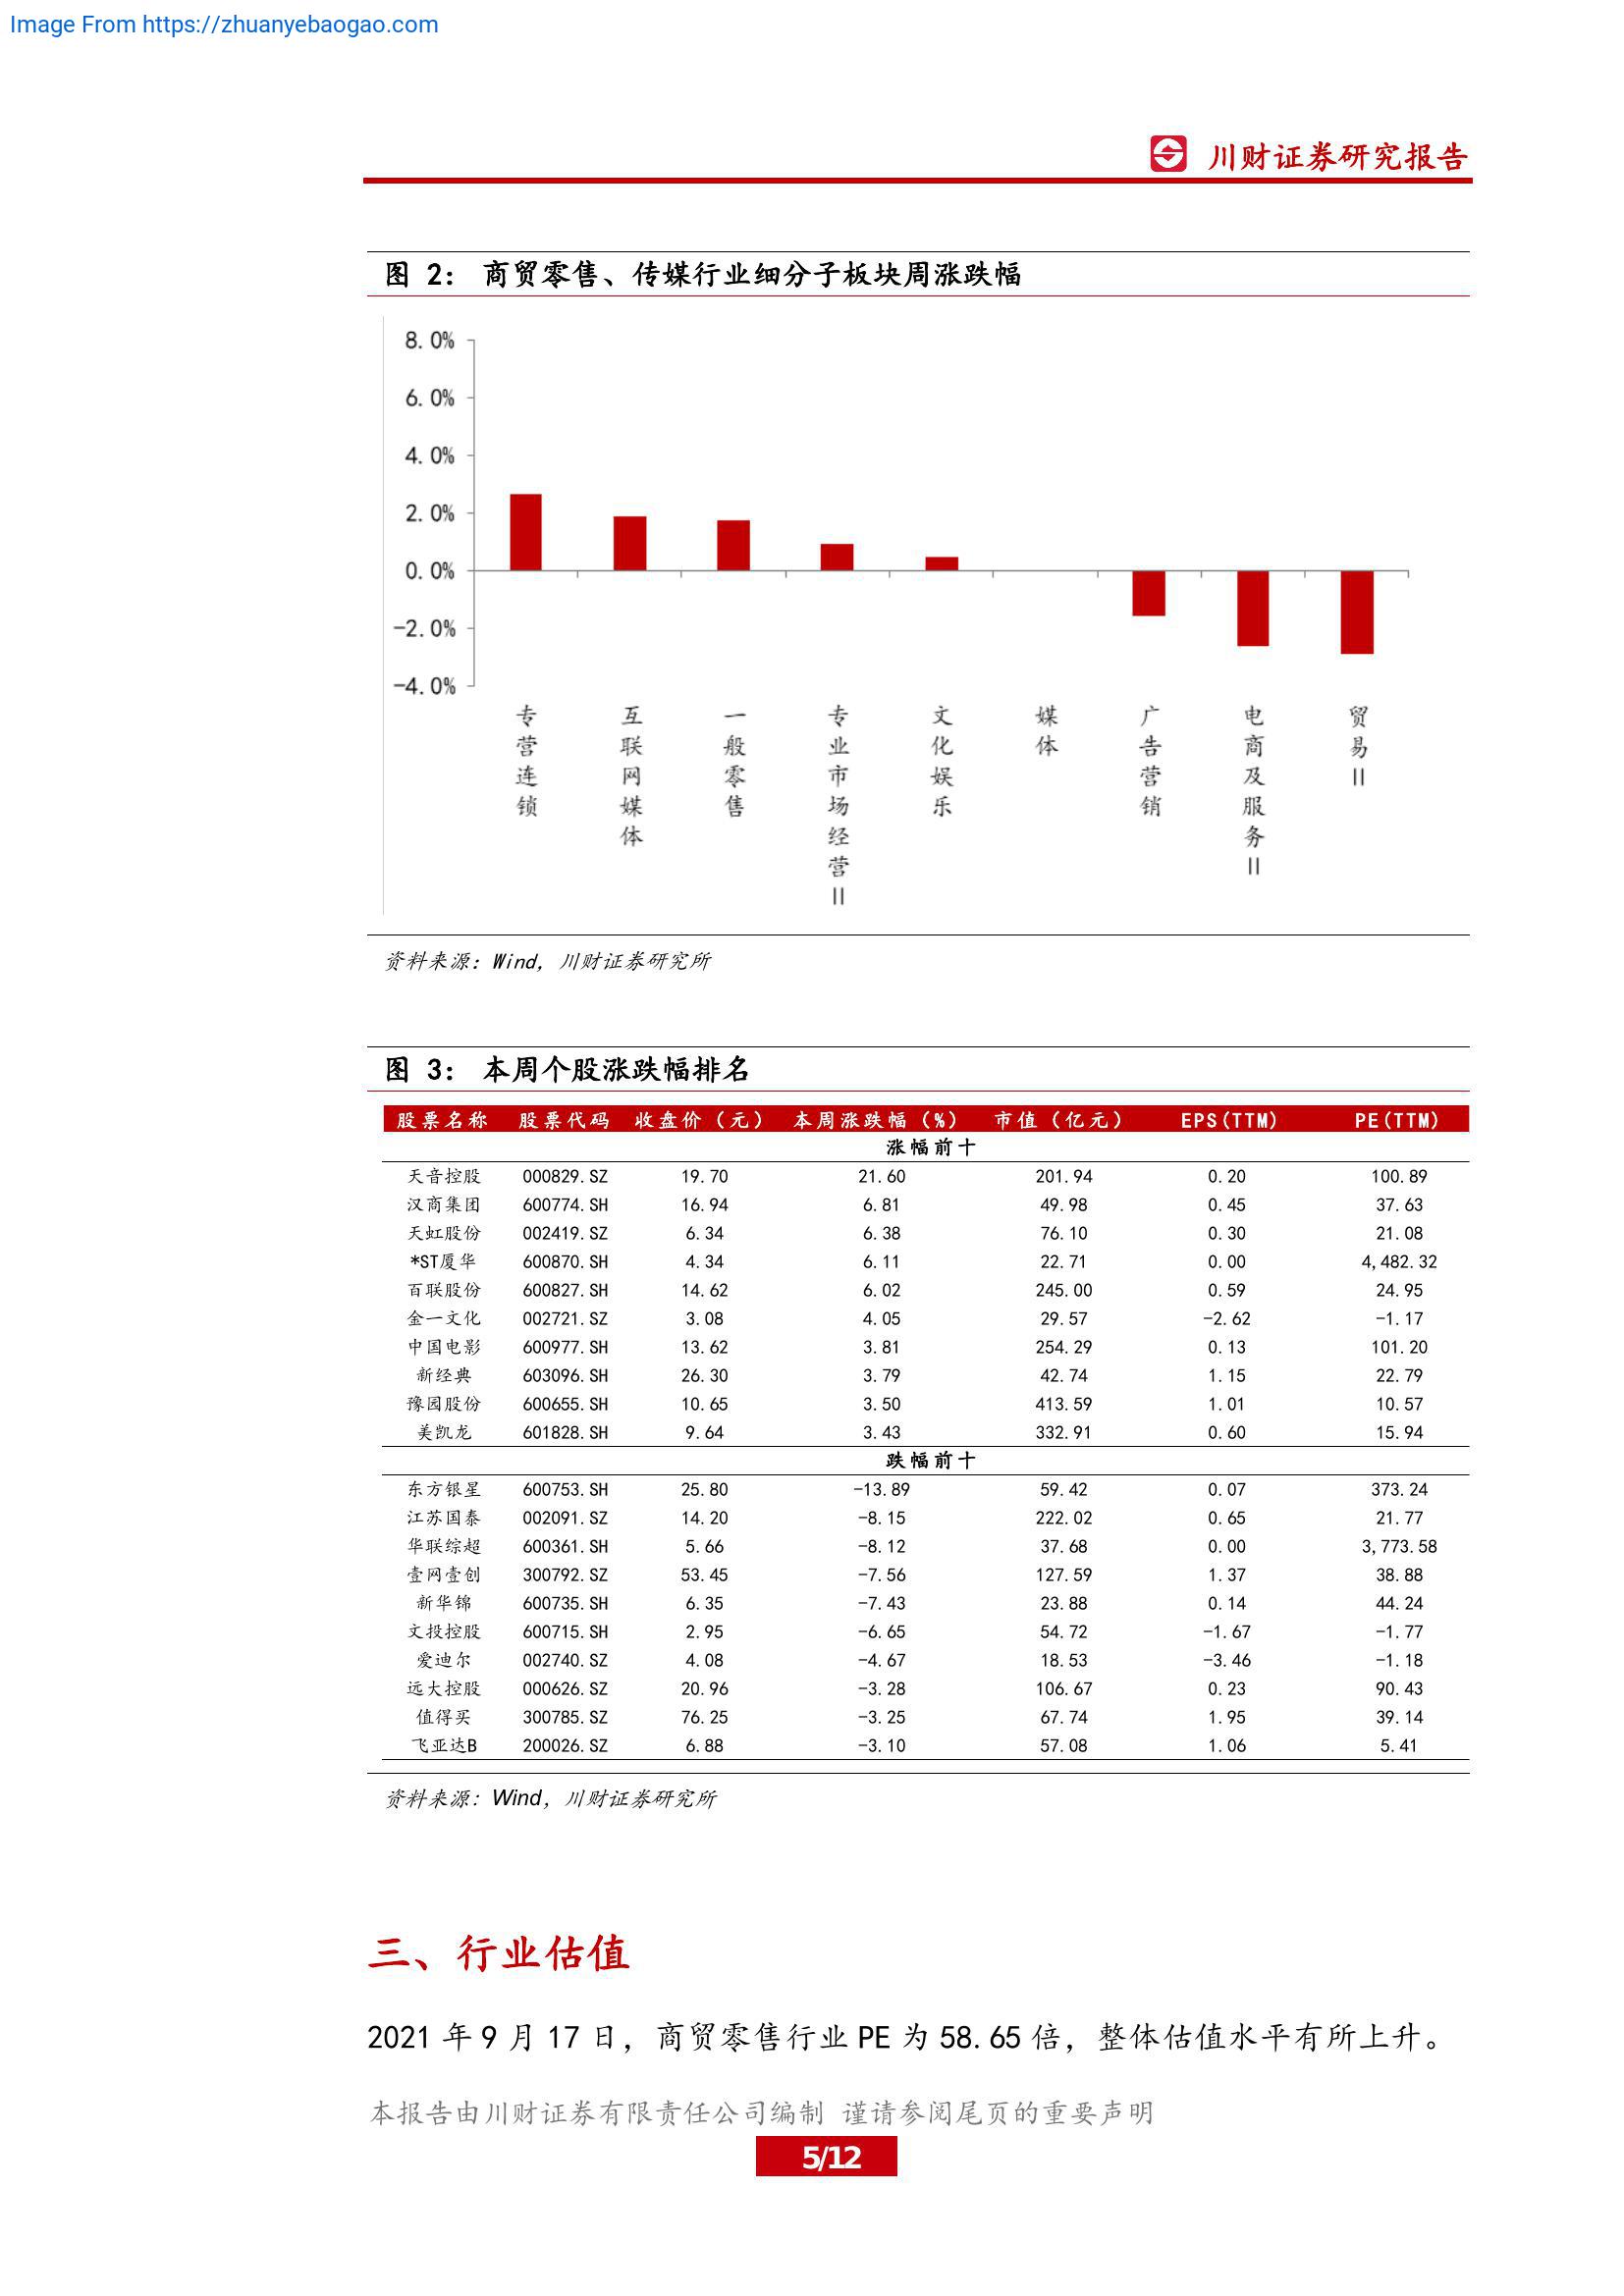 Image From https://zhuanyebaogao.com
川财证券研究报告
图 2： 商贸零售、传媒行业细分子板块周涨跌幅
8.0%
6.0%
4.0%
2.0%
0.0%
-2.0%
-4.0%
专营连锁
互联网媒体
一般零售
专业市场经营II
文化娱乐
媒体
广告营销
电商及服务II
贸易II
资料来源：Wind，川财证券研究所
图 3： 本周个股涨跌幅排名
股票名称 股票代码 收盘价（元） 本周涨跌幅（%） 市值（亿元） EPS(TTM) PE(TTM)
涨幅前十
天音控股 000829.SZ 19.70 21.60 201.94 0.20 100.89
汉商集团 600774.SH 16.94 6.81 49.98 0.45 37.63
天虹股份 002419.SZ 6.34 6.38 76.10 0.30 21.08
*ST厦华 600870.SH 4.34 6.11 22.71 0.00 4,482.32
百联股份 600827.SH 14.62 6.02 245.00 0.59 24.95
金一文化 002721.SZ 3.08 4.05 29.57 -2.62 -1.17
中国电影 600977.SH 13.62 3.81 254.29 0.13 101.20
新经典 603096.SH 26.30 3.79 42.74 1.15 22.79
豫园股份 600655.SH 10.65 3.50 413.59 1.01 10.57
美凯龙 601828.SH 9.64 3.43 332.91 0.60 15.94
跌幅前十
东方银星 600753.SH 25.80 -13.89 59.42 0.07 373.24
江苏国泰 002091.SZ 14.20 -8.15 222.02 0.65 21.77
华联综超 600361.SH 5.66 -8.12 37.68 0.00 3,773.58
壹网壹创 300792.SZ 53.45 -7.56 127.59 1.37 38.88
新华锦 600735.SH 6.35 -7.43 23.88 0.14 44.24
文投控股 600715.SH 2.95 -6.65 54.72 -1.67 -1.77
爱迪尔 002740.SZ 4.08 -4.67 18.53 -3.46 -1.18
远大控股 000626.SZ 20.96 -3.28 106.67 0.23 90.43
值得买 300785.SZ 76.25 -3.25 67.74 1.95 39.14
飞亚达B 200026.SZ 6.88 -3.10 57.08 1.06 5.41
资料来源：Wind，川财证券研究所
三、行业估值
2021 年 9 月 17 日，商贸零售行业 PE 为 58.65 倍，整体估值水平有所上升。
本报告由川财证券有限责任公司编制 谨请参阅尾页的重要声明
5/12